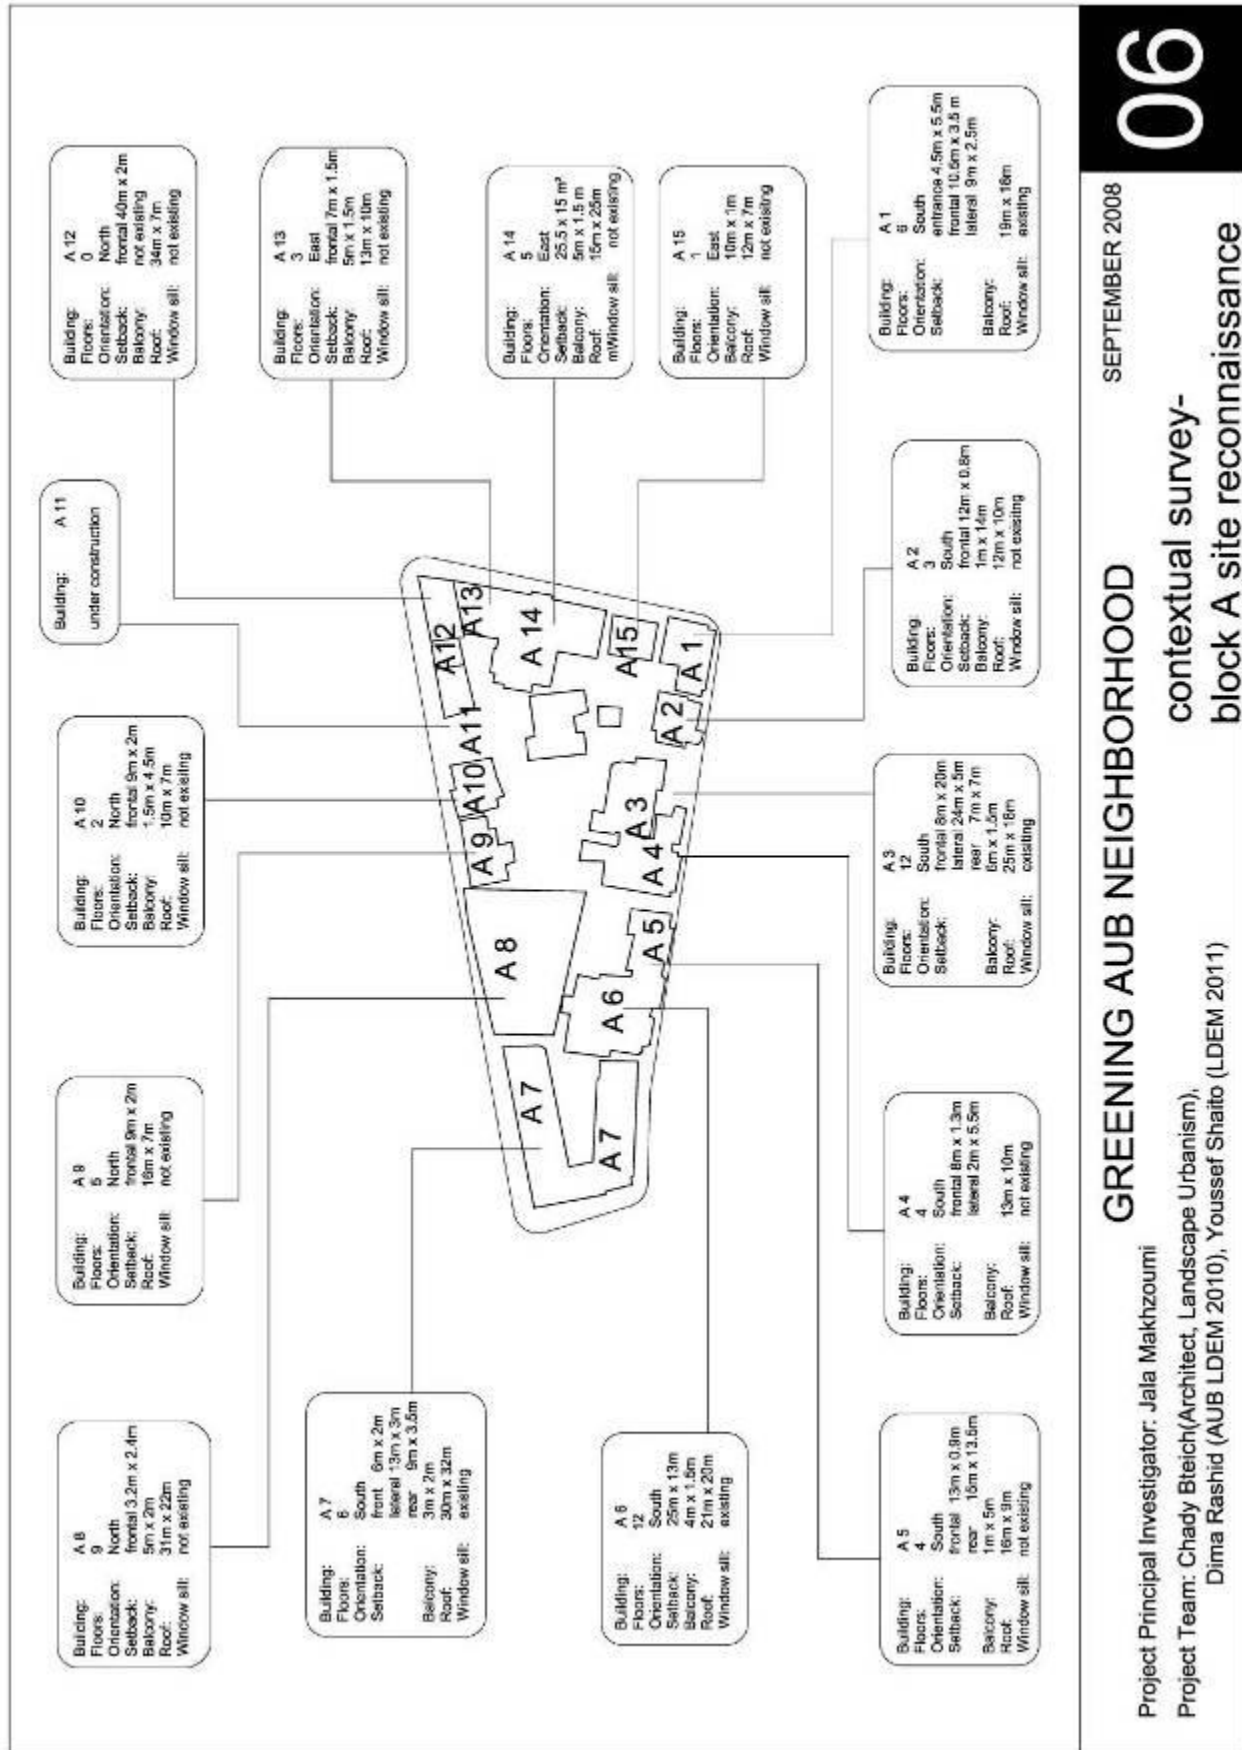 Building: A 8
Floors: 9
Orientation: North
Setback: frontal 3.2m x 2.4m
Balcony: 5m x 2m
Roof: 31m x 22m
Window sill: not existing
Building: A 9
Floors: 5
Orientation: North
Setback: frontal 9m x 2m
Roof: 16m x 7m
Window sill: not existing
Building: A 10
Floors: 2
Orientation: North
Setback: frontal 9m x 2m
Balcony: 1.5m x 4.5m
Roof: 10m x 7m
Window sill: not existing
Building: A 11
under construction
Building: A 12
Floors: 0
Orientation: North
Setback: frontal 40m x 2m
Balcony: not existing
Roof: 34m x 7m
Window sill: not existing
Building: A 7
Floors: 6
Orientation: South
Setback: front 6m x 2m
lateral 13m x 3m
rear 9m x 3.5m
Balcony: 3m x 2m
Roof: 30m x 32m
Window sill: existing
Building: A 13
Floors: 3
Orientation: East
Setback: frontal 7m x 1.5m
Balcony: 5m x 1.5m
Roof: 13m x 10m
Window sill: not existing
Building: A 14
Floors: 5
Orientation: East
Setback: 25.5 x 15 m²
Balcony: 5m x 1.5 m
Roof: 15m x 25m
mWindow sill: not existing
Building: A 15
Floors: 1
Orientation: East
Balcony: 10m x 1m
Roof: 12m x 7m
Window sill: not exisitng
A 7
A 7
A 8
A 9
A10
A11
A12
A13
A 14
A15
A 1
A 2
A 3
A 4
A 5
A 6
Building: A 6
Floors: 12
Orientation: South
Setback: 25m x 13m
Balcony: 4m x 1.5m
Roof: 21m x 20m
Window sill: existing
Building: A 5
Floors: 4
Orientation: South
Setback: frontal 13m x 0.9m
rear 15m x 13.5m
Balcony: 1m x 5m
Roof: 16m x 9m
Window sill: not existing
Building: A 4
Floors: 4
Orientation: South
Setback: frontal 8m x 1.3m
lateral 2m x 5.5m
Balcony:
Roof: 13m x 10m
Window sill: not existing
Building: A 3
Floors: 12
Orientation: South
Setback: frontal 8m x 20m
lateral 24m x 5m
rear 7m x 7m
Balcony: 6m x 1.5m
Roof: 25m x 18m
Window sill: exisiting
Building: A 2
Floors: 3
Orientation: South
Setback: frontal 12m x 0.8m
Balcony: 1m x 14m
Roof: 12m x 10m
Window sill: not exisitng
Building: A 1
Floors: 6
Orientation: South
Setback: entrance 4.5m x 5.5m
frontal 10.5m x 3.5 m
lateral 9m x 2.5m
Balcony:
Roof: 19m x 16m
Window sill: existing
Project Principal Investigator: Jala Makhzoumi
Project Team: Chady Bteich(Architect, Landscape Urbanism),
Dima Rashid (AUB LDEM 2010), Youssef Shaito (LDEM 2011)
GREENING AUB NEIGHBORHOOD
SEPTEMBER 2008
contextual survey-
block A site reconnaissance
06